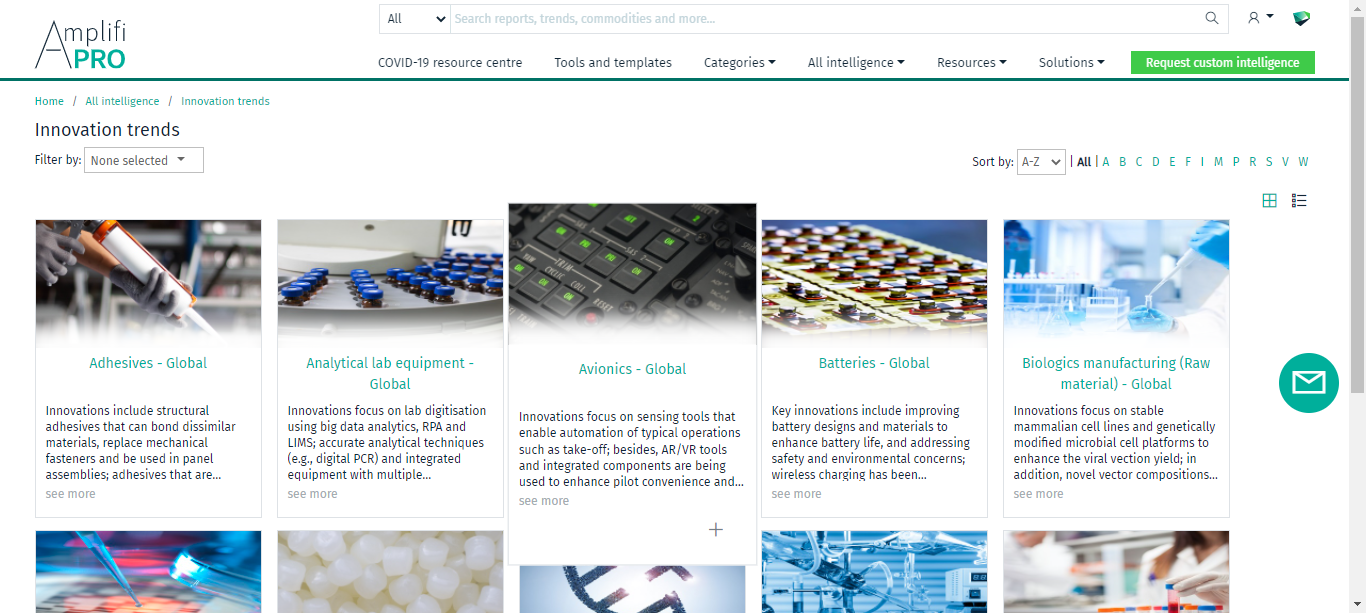 Amplifi
PRO
All
Search reports, trends, commodities and more...
COVID-19 resource centre
Tools and templates
Categories
All intelligence
Resources
Solutions
Request custom intelligence
Home / All intelligence / Innovation trends
Innovation trends
Filter by: None selected
Sort by: A-Z | All | A B C D E F I M P R S V W
Adhesives - Global
Innovations include structural
adhesives that can bond dissimilar
materials, replace mechanical
fasteners and be used in panel
assemblies; adhesives that are...
see more
Analytical lab equipment -
Global
Innovations focus on lab digitisation
using big data analytics, RPA and
LIMS; accurate analytical techniques
(e.g., digital PCR) and integrated
equipment with multiple...
see more
Avionics - Global
Innovations focus on sensing tools that
enable automation of typical operations
such as take-off; besides, AR/VR tools
and integrated components are being
used to enhance pilot convenience and...
see more
Batteries - Global
Key innovations include improving
battery designs and materials to
enhance battery life, and addressing
safety and environmental concerns;
wireless charging has been...
see more
Biologics manufacturing (Raw
material) - Global
Innovations focus on stable
mammalian cell lines and genetically
modified microbial cell platforms to
enhance the viral vection yield; in
addition, novel vector compositions...
see more